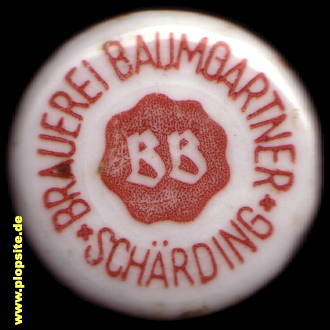 BRAUEREI BAUMGARTNER
* SCHÄRDING *
BB
www.plopsite.de